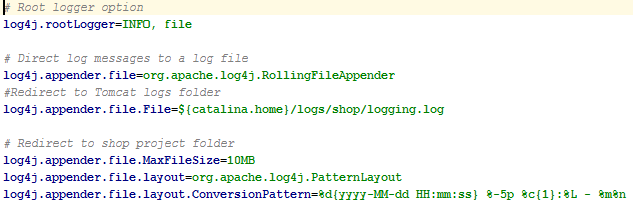 # Root logger option
log4j.rootLogger=INFO, file
# Direct log messages to a log file
log4j.appender.file=org.apache.log4j.RollingFileAppender
#Redirect to Tomcat logs folder
log4j.appender.file.File=${catalina.home}/logs/shop/logging.log
# Redirect to shop project folder
log4j.appender.file.MaxFileSize=10MB
log4j.appender.file.layout=org.apache.log4j.PatternLayout
log4j.appender.file.layout.ConversionPattern=%d{yyyy-MM-dd HH:mm:ss} %-5p %c{1}:%L - %m%n